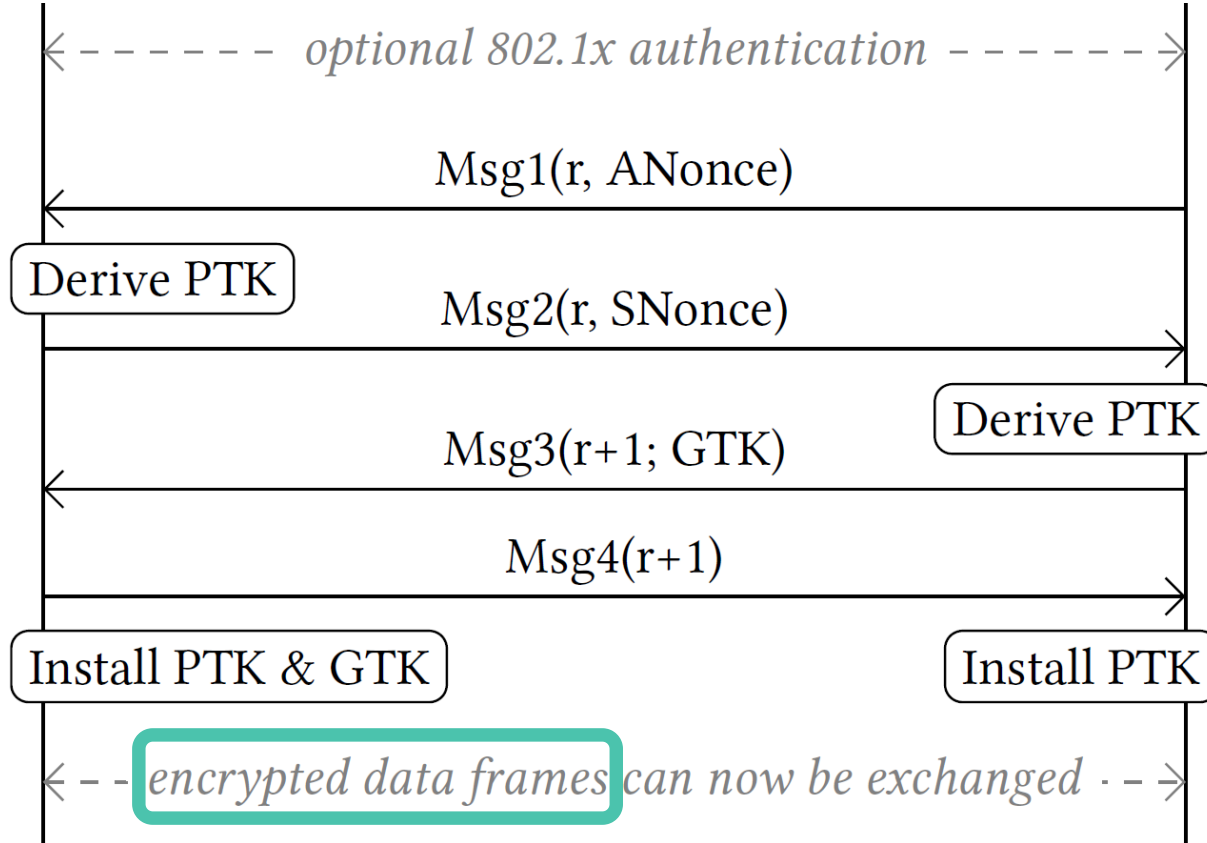 optional 802.1x authentication
Msg1(r, ANonce)
Derive PTK
Msg2(r, SNonce)
Derive PTK
Msg3(r+1; GTK)
Msg4(r+1)
Install PTK & GTK
Install PTK
encrypted data frames can now be exchanged